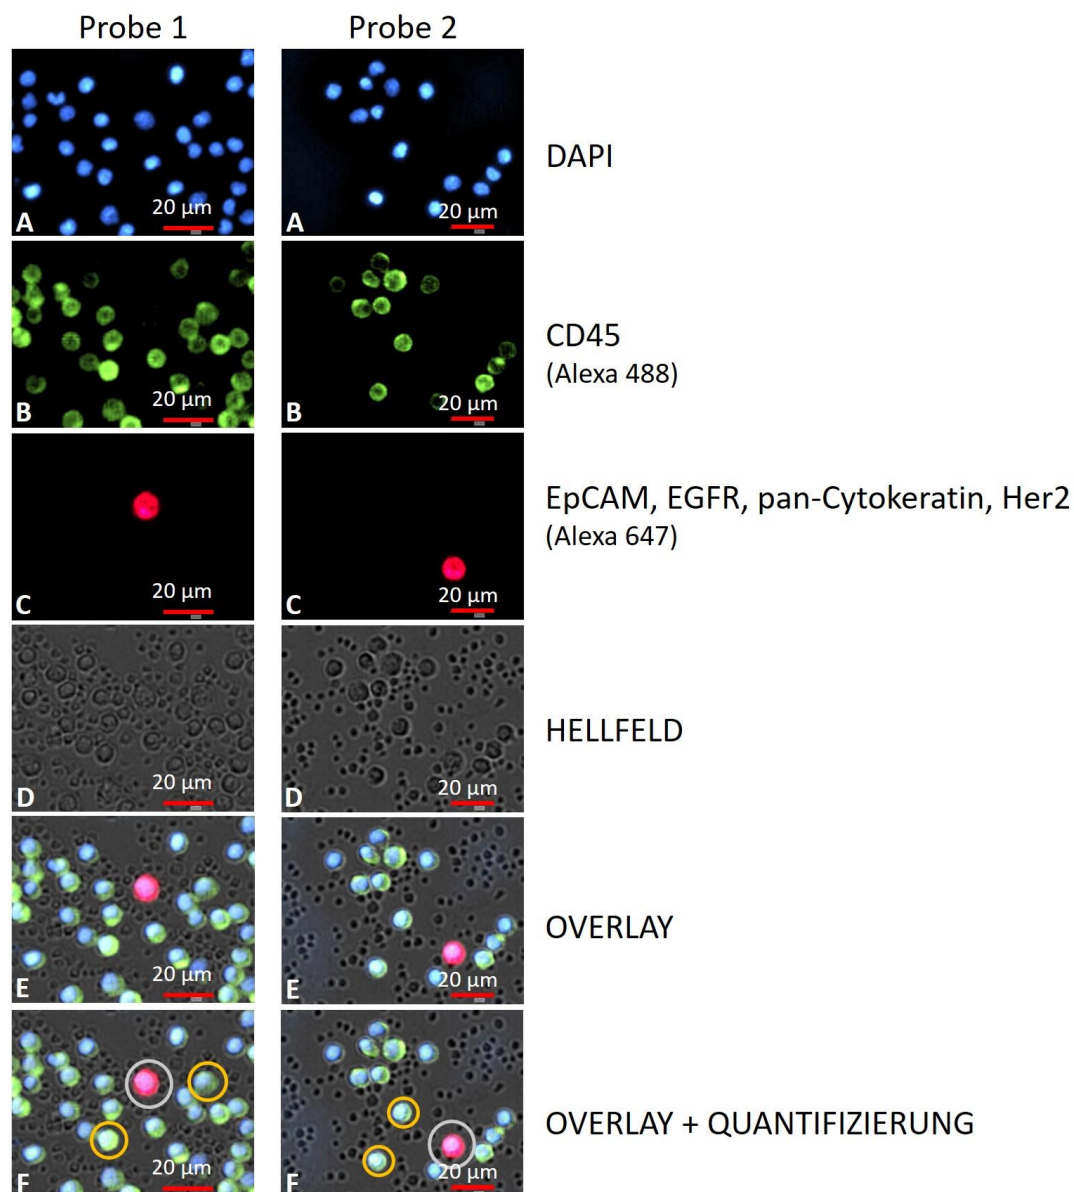 Probe 1 Probe 2
20 µm 20 µm
A A
DAPI
20 µm 20 µm
B B
CD45
(Alexa 488)
20 µm 20 µm
C C
EpCAM, EGFR, pan-Cytokeratin, Her2
(Alexa 647)
20 µm 20 µm
D D
HELLFELD
20 µm 20 µm
E E
OVERLAY
20 µm 20 µm
F F
OVERLAY + QUANTIFIZIERUNG